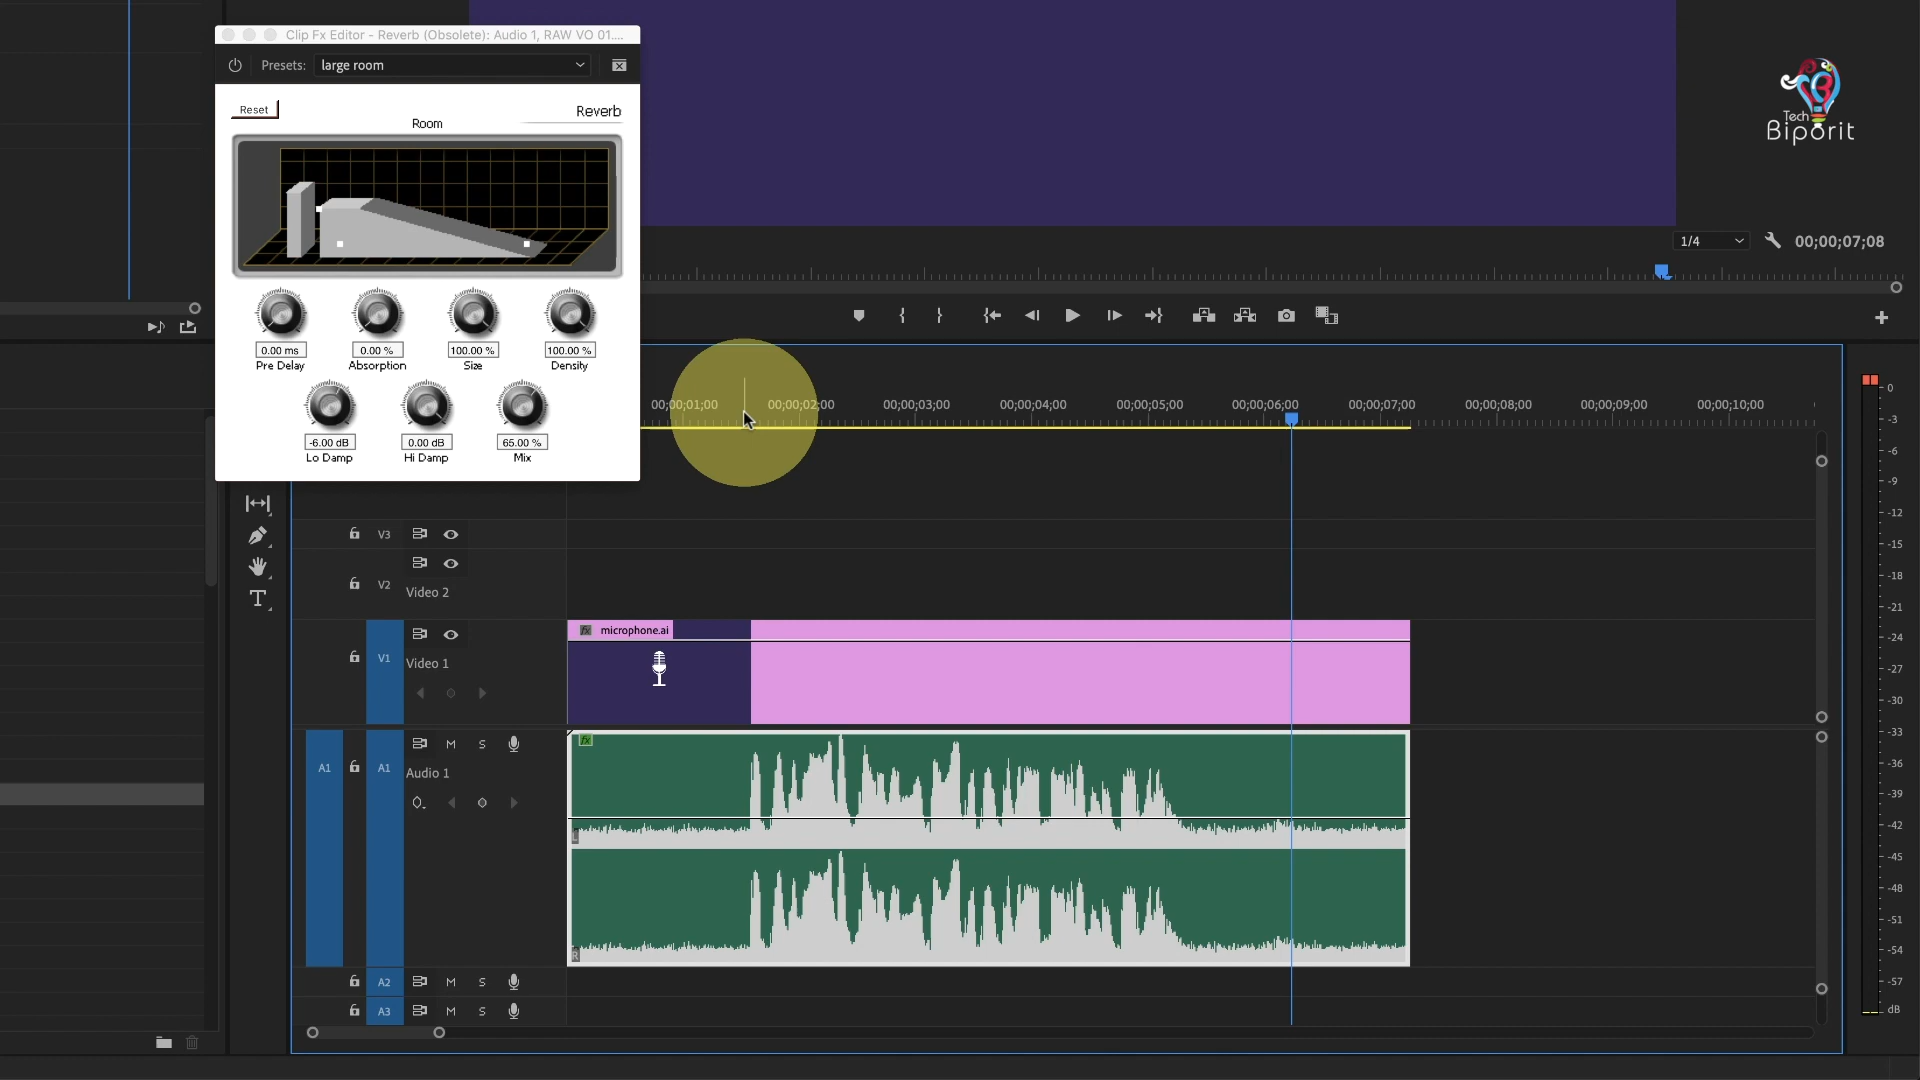 Clip Fx Editor - Reverb (Obsolete): Audio 1, RAW VO 01....
Presets: large room
Reset
Reverb
Room
0.00 ms 0.00 % 100.00 % 100.00 %
Pre Delay Absorption Size Density
-6.00 dB 0.00 dB 65.00 %
Lo Damp Hi Damp Mix
Tech
Biporit
1/4 00;00;07;08
00;00;01;00 00;00;02;00 00;00;03;00 00;00;04;00 00;00;05;00 00;00;06;00 00;00;07;00 00;00;08;00 00;00;09;00 00;00;10;00
V3
V2
Video 2
fx microphone.ai
V1
Video 1
M S
fx
A1 A1
Audio 1
L
R
A2 M S
A3 M S
T
0
-3
-6
-9
-12
-15
-18
-21
-24
-27
-30
-33
-36
-39
-42
-45
-48
-51
-54
-57
dB